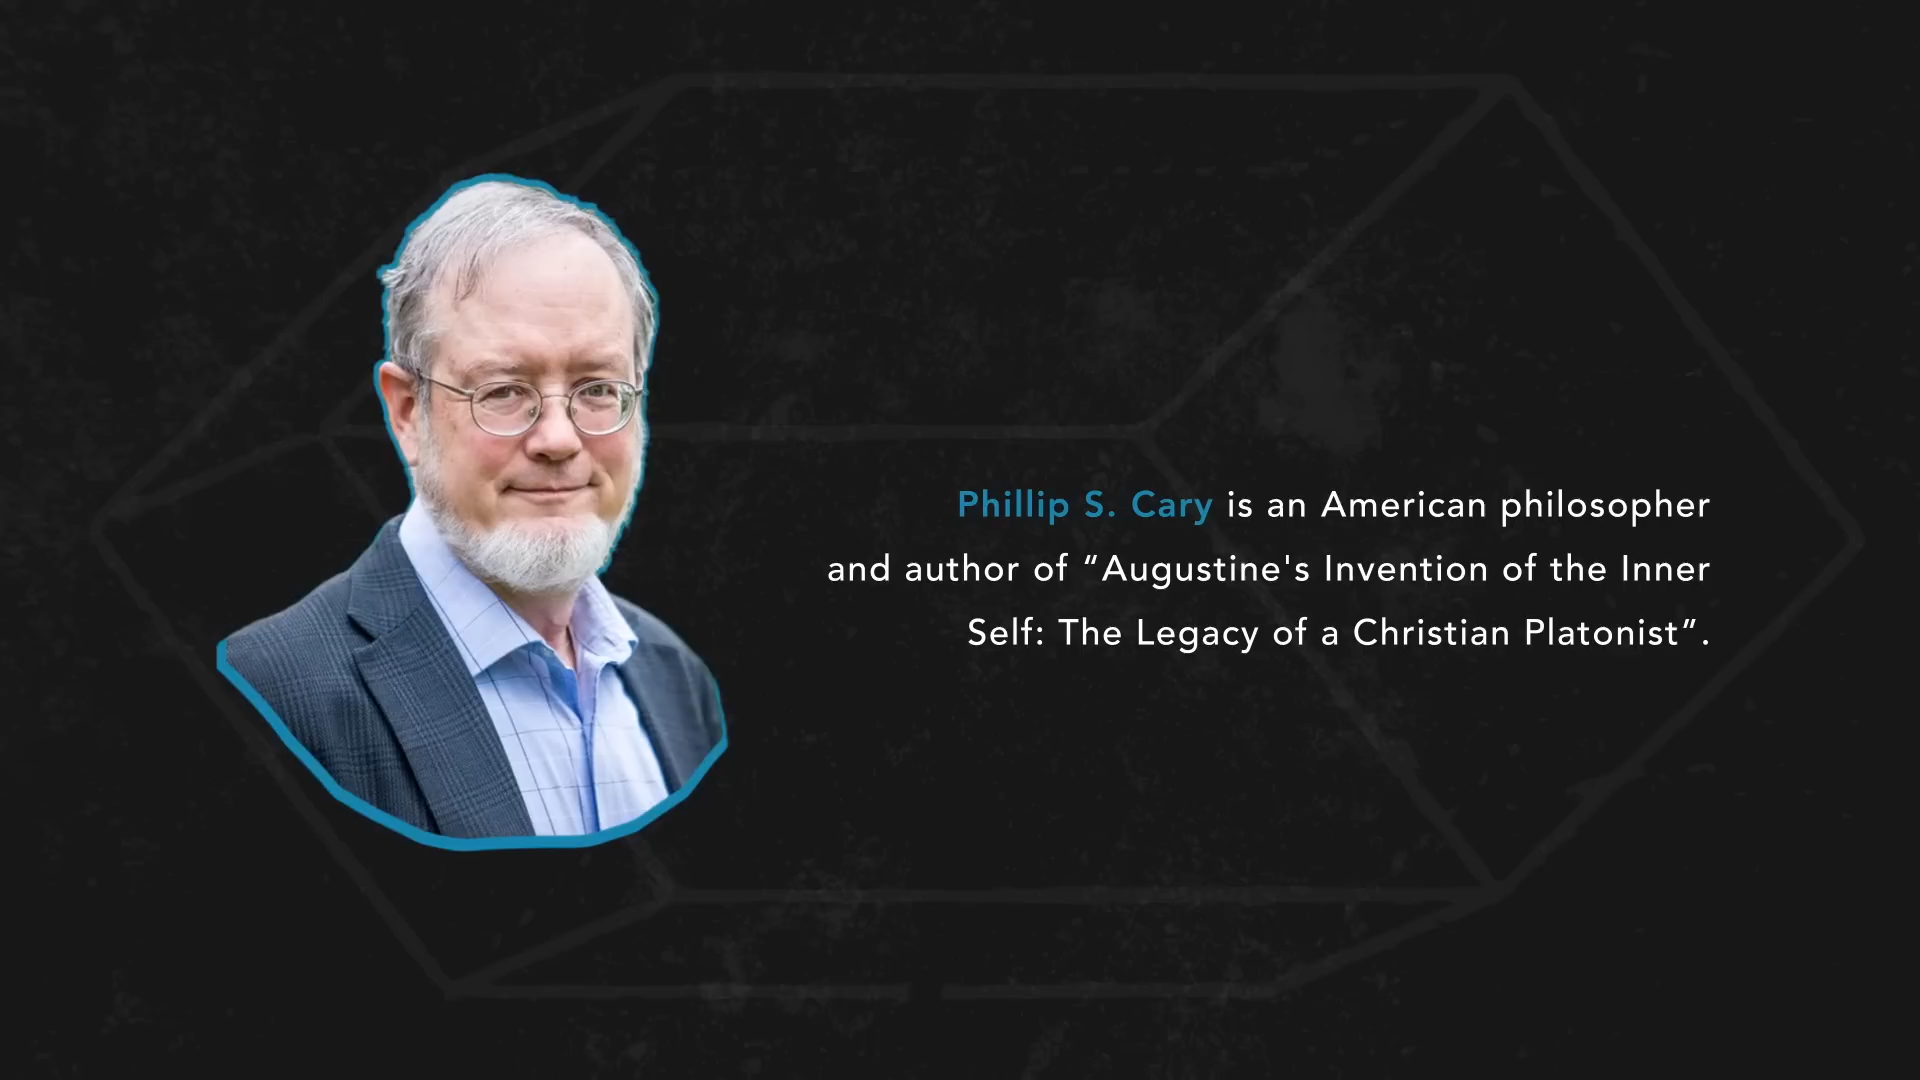 Phillip S. Cary is an American philosopher
and author of “Augustine's Invention of the Inner
Self: The Legacy of a Christian Platonist”.